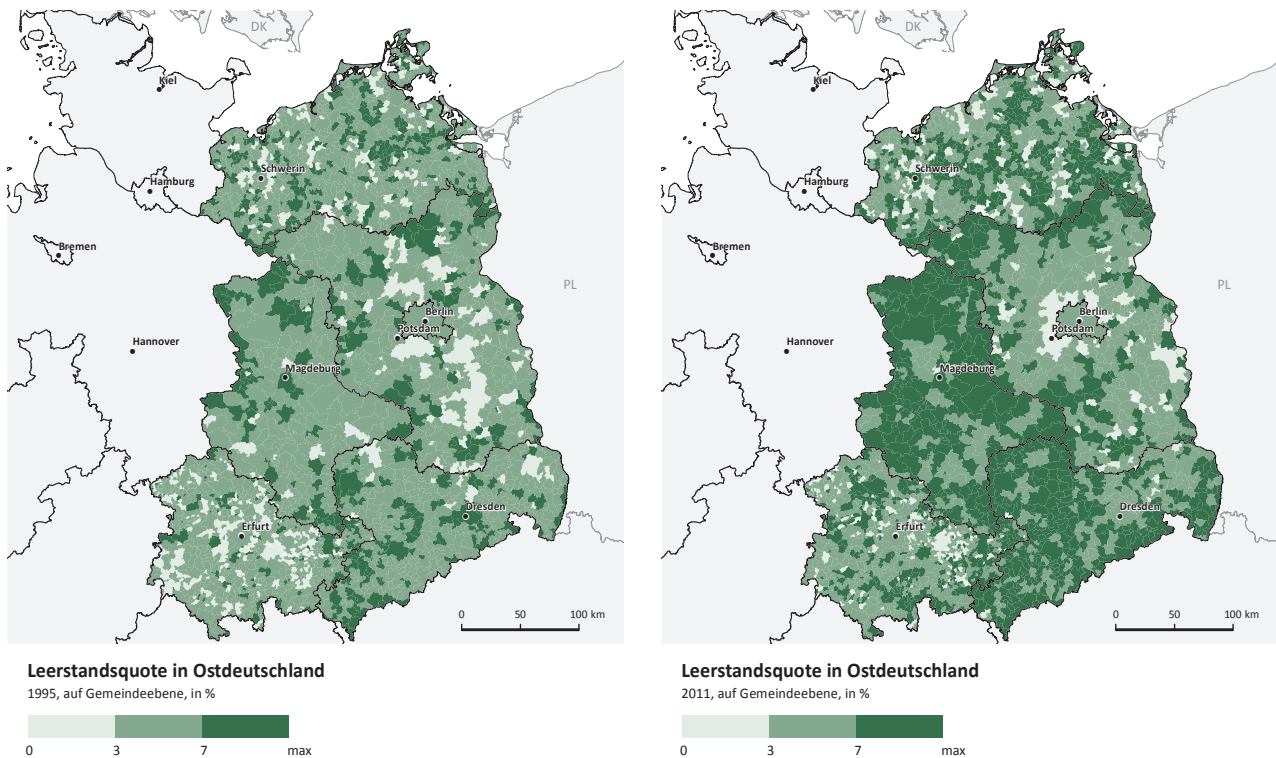 DK
Kiel
Schwerin
Hamburg
Bremen
PL
Berlin
Potsdam
Hannover
Magdeburg
Dresden
Erfurt
0 50 100 km
Leerstandsquote in Ostdeutschland
1995, auf Gemeindeebene, in %
0 3 7 max
DK
Kiel
Schwerin
Hamburg
Bremen
PL
Berlin
Potsdam
Hannover
Magdeburg
Dresden
Erfurt
0 50 100 km
Leerstandsquote in Ostdeutschland
2011, auf Gemeindeebene, in %
0 3 7 max